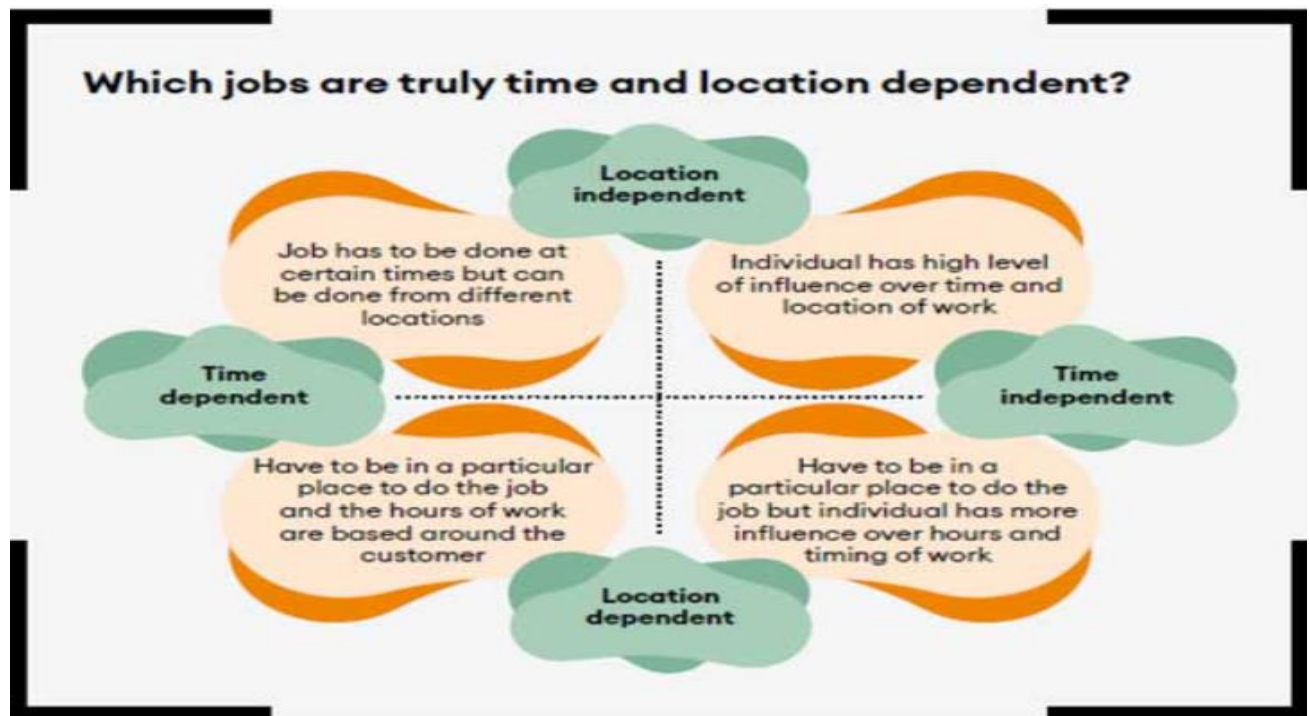 Which jobs are truly time and location dependent?
Location
independent
Job has to be done at
certain times but can
be done from different
locations
Individual has high level
of influence over time and
location of work
Time
dependent
Time
independent
Have to be in a particular
place to do the job
and the hours of work
are based around the
customer
Have to be in a
particular place to do the
job but individual has more
influence over hours and
timing of work
Location
dependent